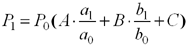 P₁ = P₀(A · a₁/a₀ + B · b₁/b₀ + C)